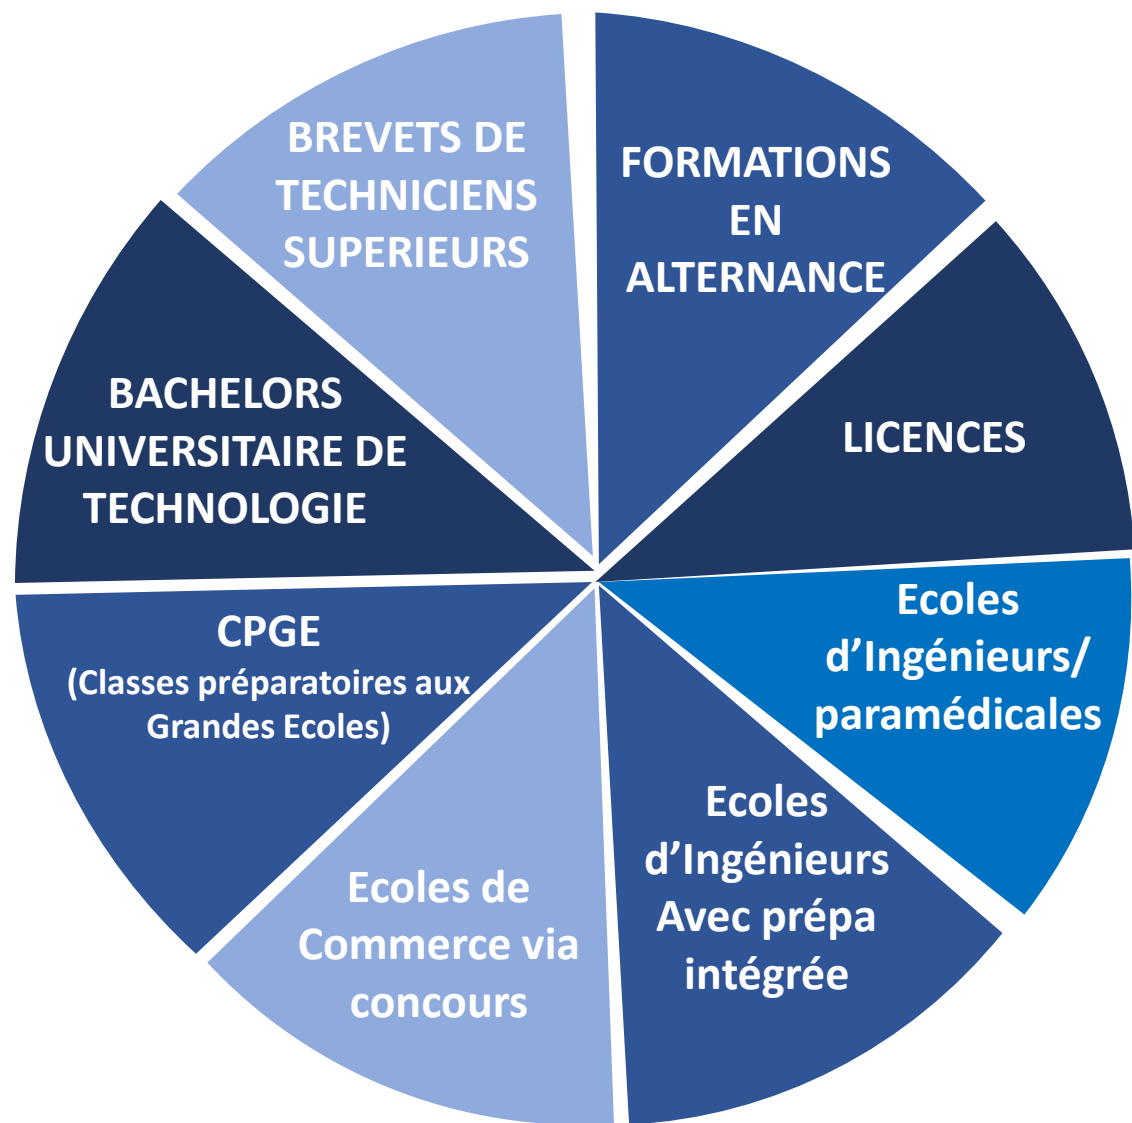 BREVETS DE
TECHNICIENS
SUPERIEURS
FORMATIONS
EN
ALTERNANCE
LICENCES
Ecoles
d’Ingénieurs/
paramédicales
Ecoles
d’Ingénieurs
Avec prépa
intégrée
Ecoles de
Commerce via
concours
CPGE
(Classes préparatoires aux
Grandes Ecoles)
BACHELORS
UNIVERSITAIRE DE
TECHNOLOGIE